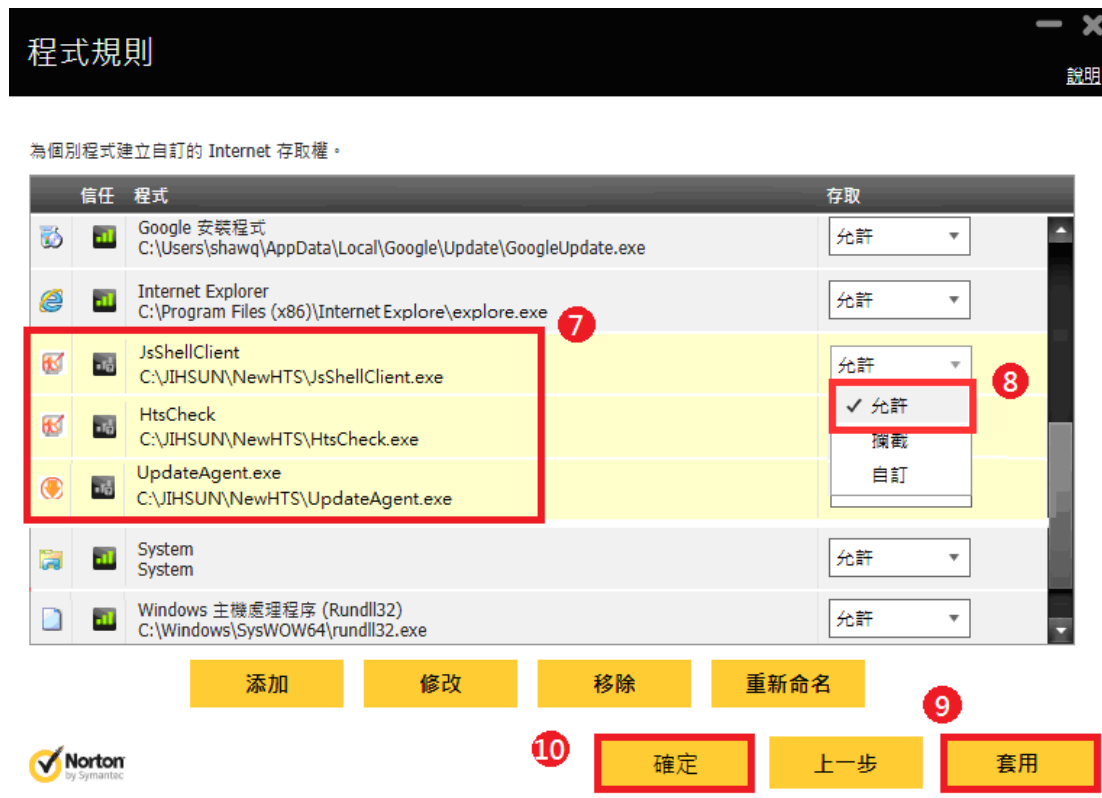 程式規則
說明
為個別程式建立自訂的 Internet 存取權。
信任 程式 存取
Google 安裝程式
C:\Users\shawq\AppData\Local\Google\Update\GoogleUpdate.exe
允許
Internet Explorer
C:\Program Files (x86)\Internet Explore\explore.exe
允許
7
JsShellClient
C:\JIHSUN\NewHTS\JsShellClient.exe
允許
8
✓ 允許
HtsCheck
C:\JIHSUN\NewHTS\HtsCheck.exe
攔截
自訂
UpdateAgent.exe
C:\JIHSUN\NewHTS\UpdateAgent.exe
System
System
允許
Windows 主機處理程序 (Rundll32)
C:\Windows\SysWOW64\rundll32.exe
允許
添加 修改 移除 重新命名
9
10
Norton
by Symantec
確定 上一步 套用